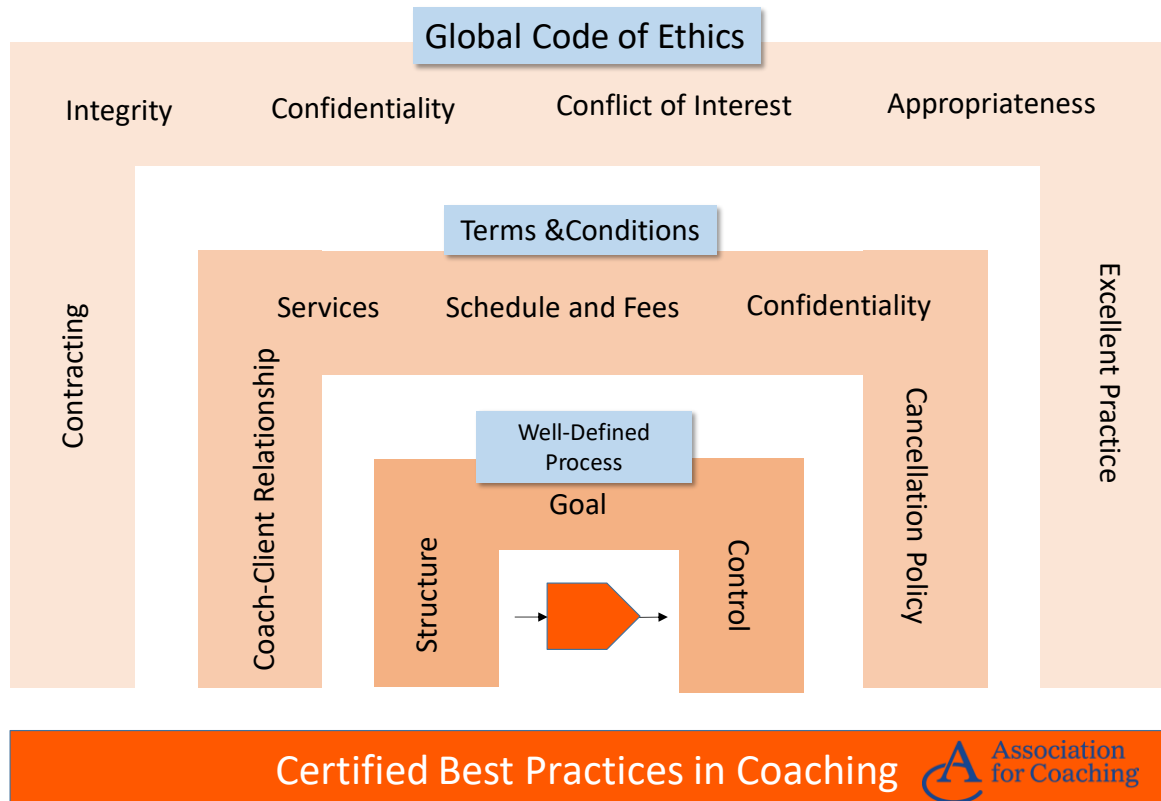 Global Code of Ethics
Integrity
Confidentiality
Conflict of Interest
Appropriateness
Contracting
Excellent Practice
Terms &Conditions
Services
Schedule and Fees
Confidentiality
Coach-Client Relationship
Cancellation Policy
Well-Defined
Process
Goal
Structure
Control
Certified Best Practices in Coaching
A
Association
for Coaching